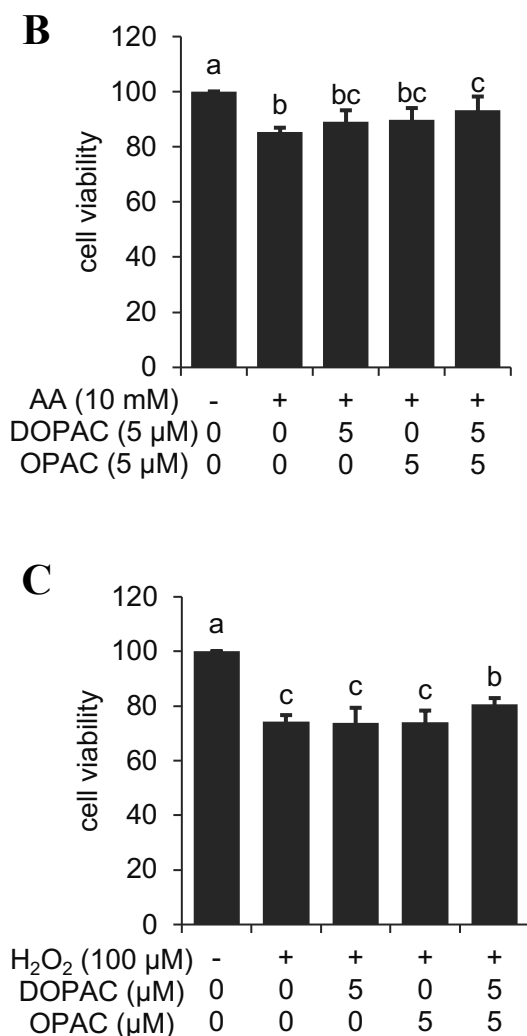 B
120
a
100
bc
bc
c
b
80
cell viability
60
40
20
0
AA (10 mM) - + + + +
DOPAC (5 μM) 0 0 5 0 5
OPAC (5 μM) 0 0 0 5 5
C
120
a
100
b
c
c
c
80
cell viability
60
40
20
0
H₂O₂ (100 μM) - + + + +
DOPAC (μM) 0 0 5 0 5
OPAC (μM) 0 0 0 5 5